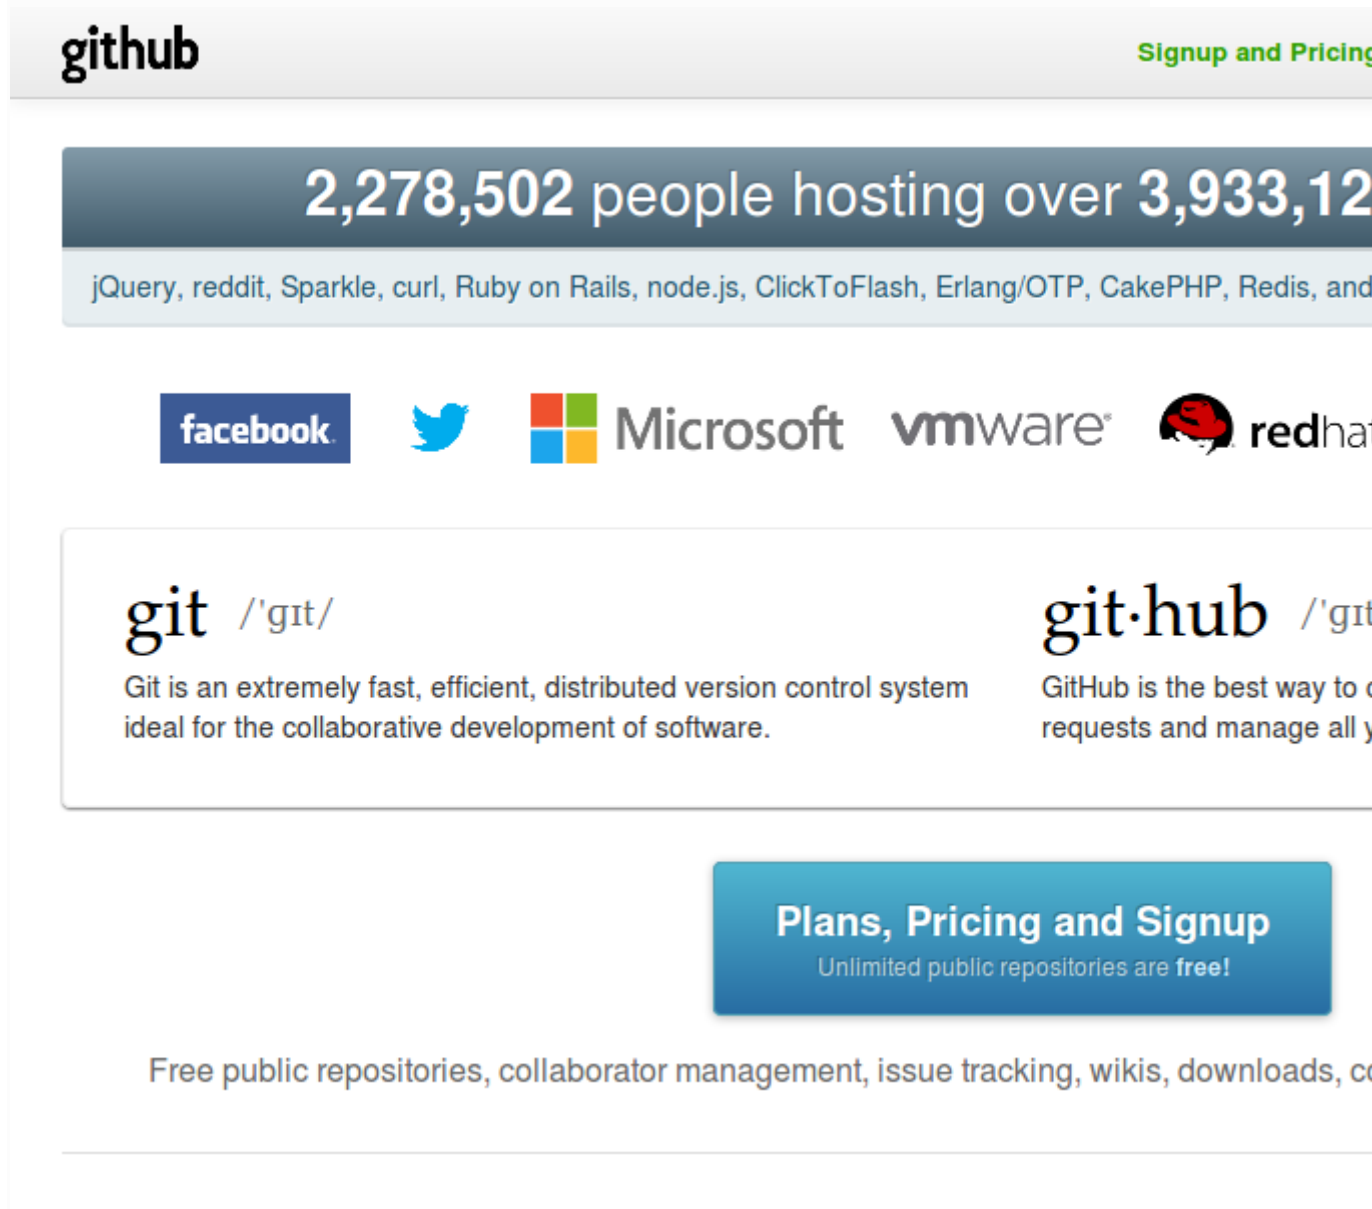 github
Signup and Pricing
2,278,502 people hosting over 3,933,12
jQuery, reddit, Sparkle, curl, Ruby on Rails, node.js, ClickToFlash, Erlang/OTP, CakePHP, Redis, and
facebook
Microsoft
vmware
redhat
git /ˈɡɪt/
git·hub /ˈɡɪt
Git is an extremely fast, efficient, distributed version control system
ideal for the collaborative development of software.
GitHub is the best way to
requests and manage all
Plans, Pricing and Signup
Unlimited public repositories are free!
Free public repositories, collaborator management, issue tracking, wikis, downloads,